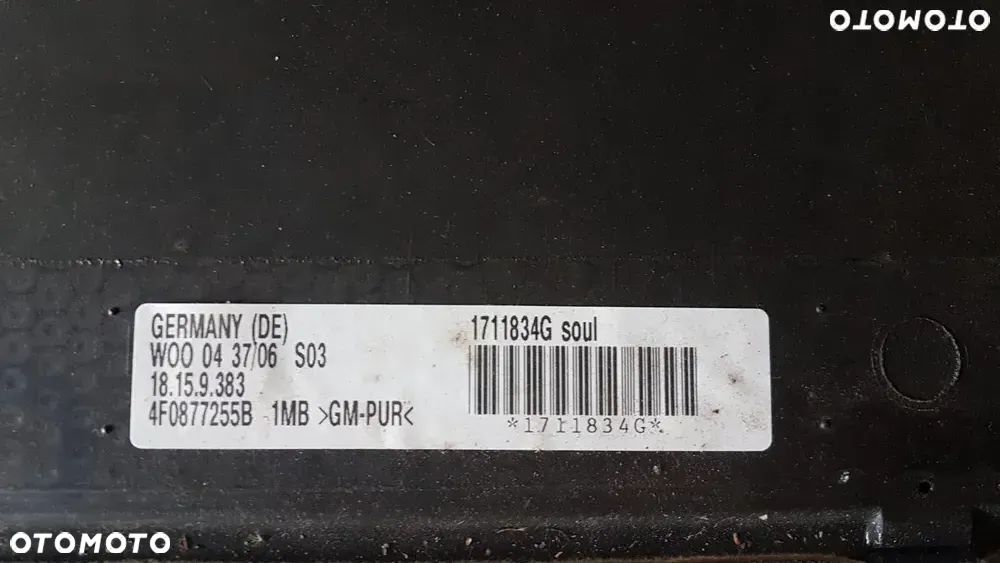 OTOMOTO
GERMANY (DE)
WOO 04 37/06 S03
18.15.9.383
4F0877255B 1MB >GM-PUR<
1711834G soul
*1711834G*
OTOMOTO